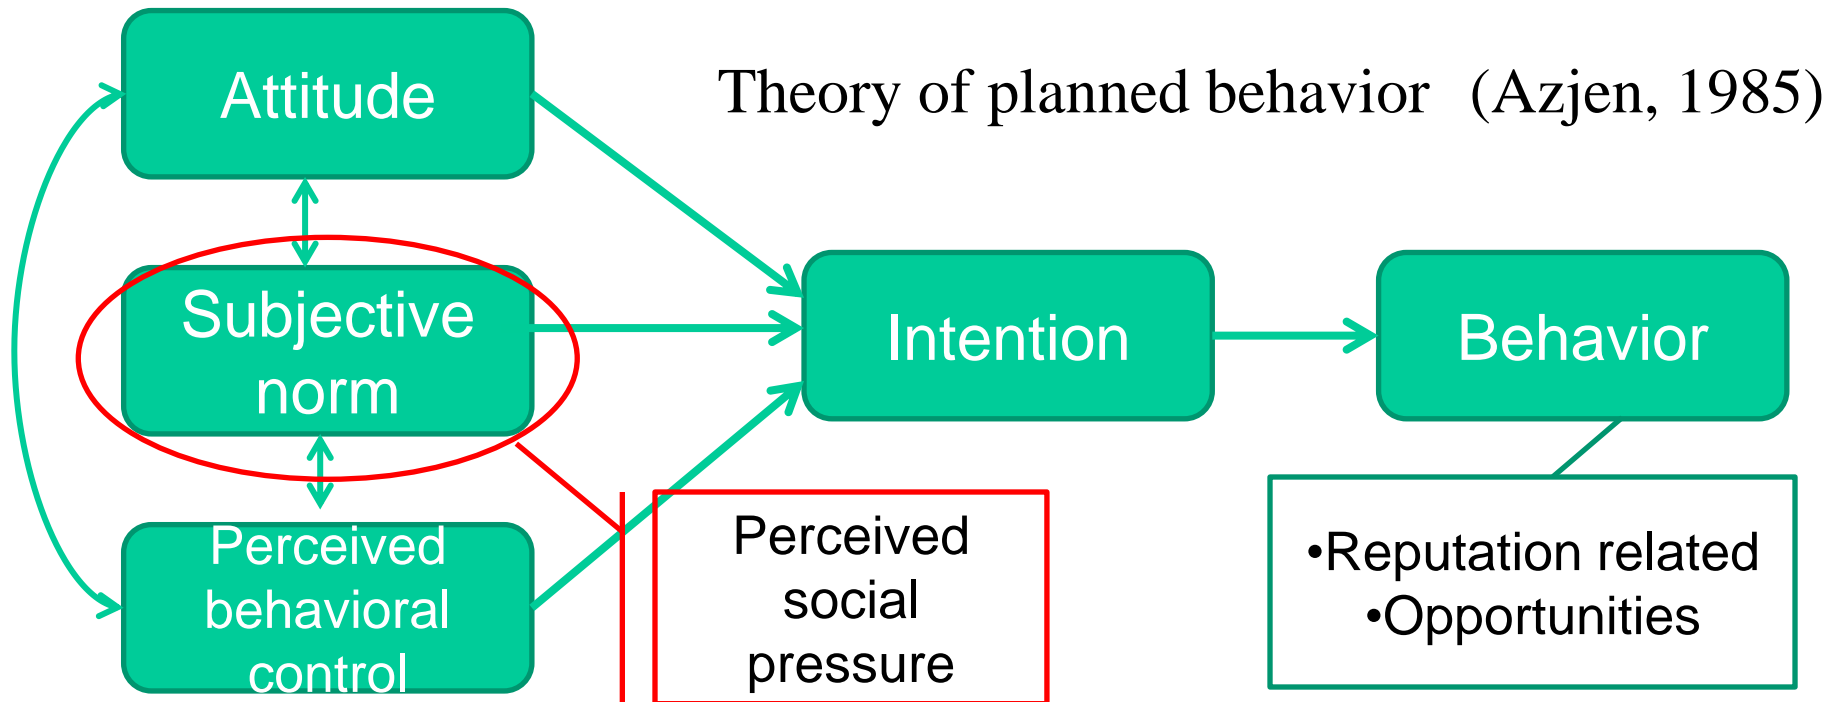 Attitude
Theory of planned behavior (Azjen, 1985)
Subjective
norm
Intention
Behavior
Perceived
behavioral
control
Perceived
social
pressure
•Reputation related
•Opportunities